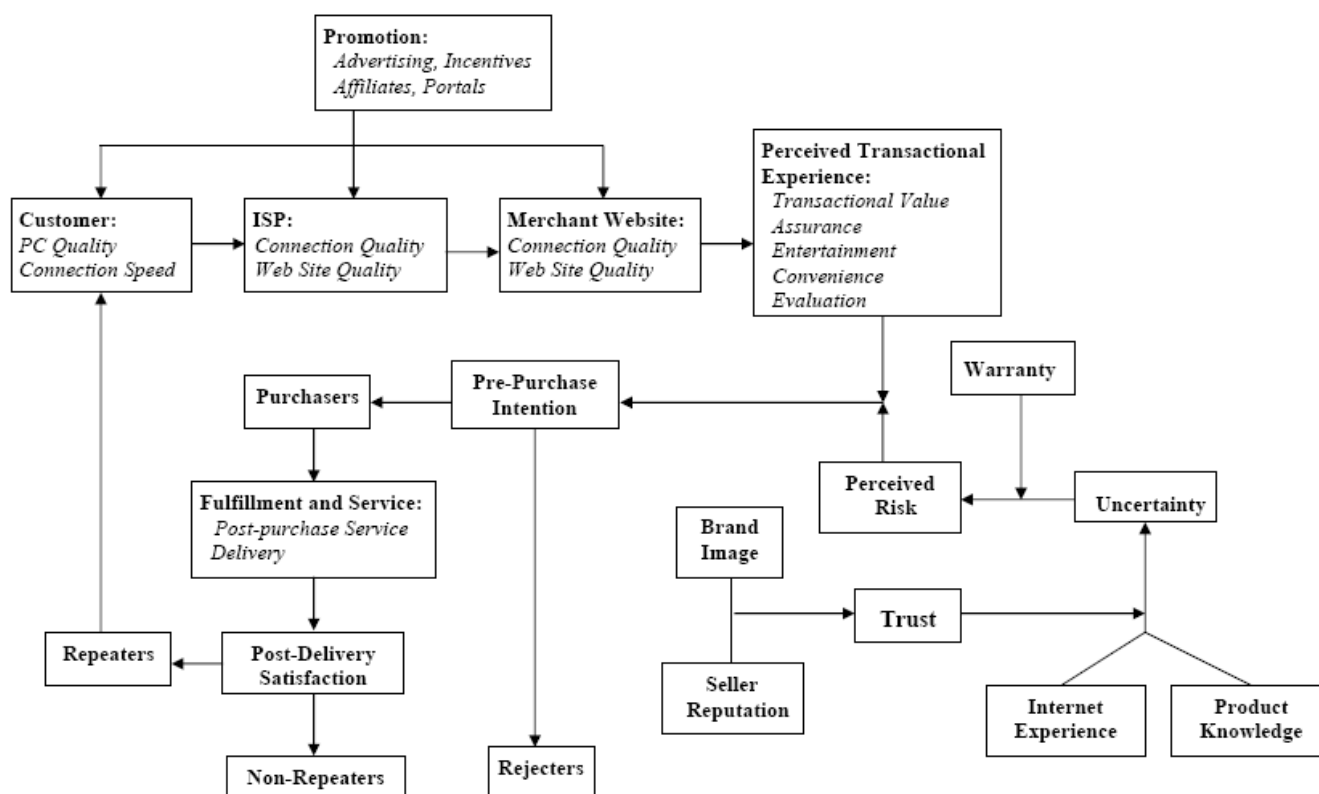 Promotion:
Advertising, Incentives
Affiliates, Portals
Customer:
PC Quality
Connection Speed
ISP:
Connection Quality
Web Site Quality
Merchant Website:
Connection Quality
Web Site Quality
Perceived Transactional
Experience:
Transactional Value
Assurance
Entertainment
Convenience
Evaluation
Warranty
Pre-Purchase
Intention
Purchasers
Fulfillment and Service:
Post-purchase Service
Delivery
Perceived
Risk
Uncertainty
Brand
Image
Trust
Seller
Reputation
Internet
Experience
Product
Knowledge
Repeaters
Post-Delivery
Satisfaction
Non-Repeaters
Rejecters